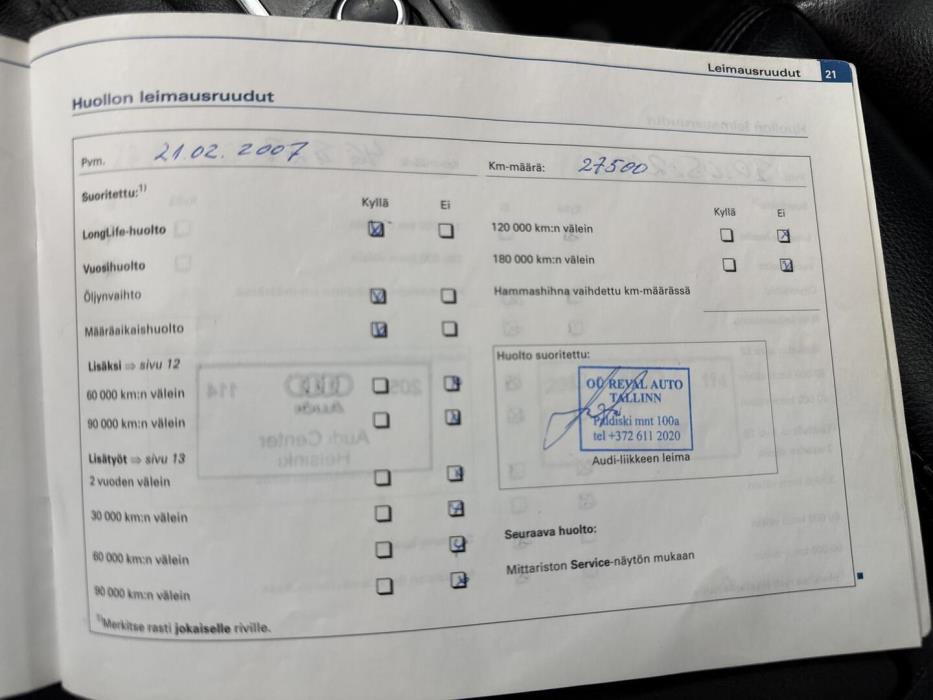 Leimausruudut 21
Huollon leimausruudut
Pvm. 21.02.2007
Km-määrä: 27500
Suoritettu:1)
Kyllä Ei
LongLife-huolto
Vuosihuolto
Öljynvaihto
Määräaikaishuolto
Lisäksi ⇨ sivu 12
60 000 km:n välein
90 000 km:n välein
Lisätyöt ⇨ sivu 13
2 vuoden välein
30 000 km:n välein
60 000 km:n välein
90 000 km:n välein
1)Merkitse rasti jokaiselle riville.
Kyllä Ei
120 000 km:n välein
180 000 km:n välein
Hammashihna vaihdettu km-määrässä
Huolto suoritettu:
OÜ REVAL AUTO
TALLINN
Paldiski mnt 100a
tel +372 611 2020
Audi-liikkeen leima
Seuraava huolto:
Mittariston Service-näytön mukaan